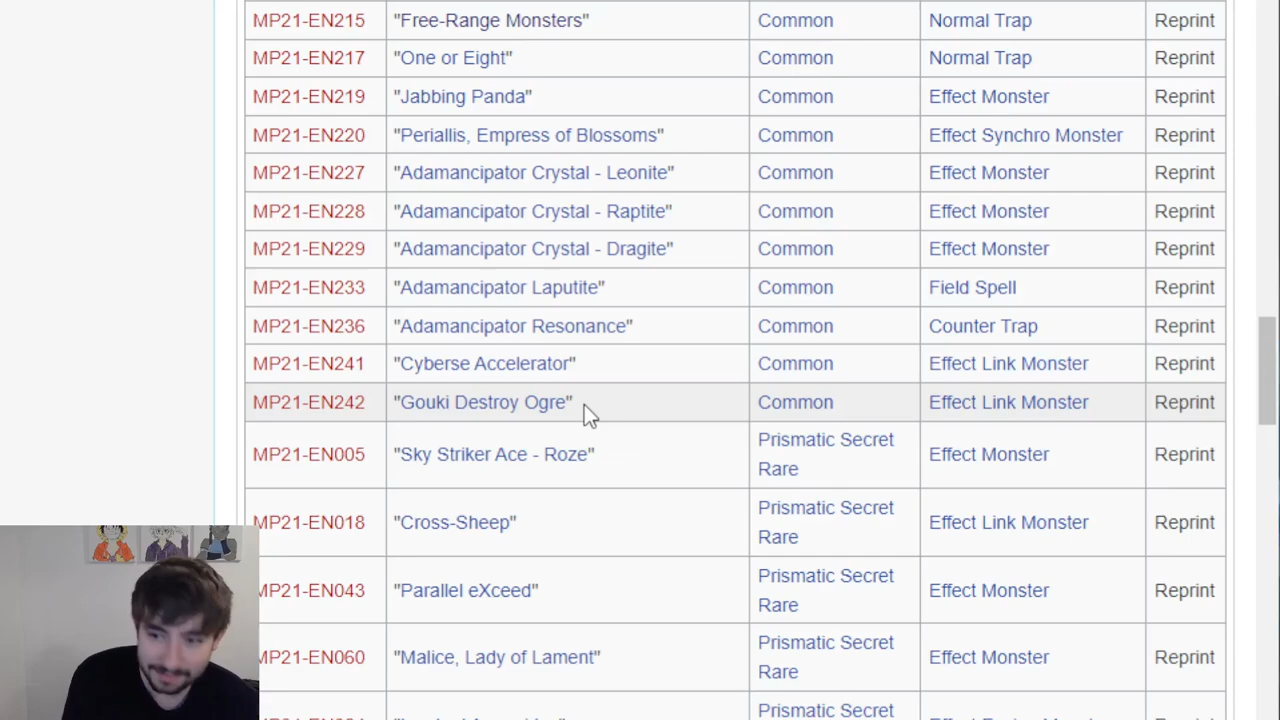 MP21-EN215 "Free-Range Monsters" Common Normal Trap Reprint
MP21-EN217 "One or Eight" Common Normal Trap Reprint
MP21-EN219 "Jabbing Panda" Common Effect Monster Reprint
MP21-EN220 "Periallis, Empress of Blossoms" Common Effect Synchro Monster Reprint
MP21-EN227 "Adamancipator Crystal - Leonite" Common Effect Monster Reprint
MP21-EN228 "Adamancipator Crystal - Raptite" Common Effect Monster Reprint
MP21-EN229 "Adamancipator Crystal - Dragite" Common Effect Monster Reprint
MP21-EN233 "Adamancipator Laputite" Common Field Spell Reprint
MP21-EN236 "Adamancipator Resonance" Common Counter Trap Reprint
MP21-EN241 "Cyberse Accelerator" Common Effect Link Monster Reprint
MP21-EN242 "Gouki Destroy Ogre" Common Effect Link Monster Reprint
MP21-EN005 "Sky Striker Ace - Roze" Prismatic Secret Effect Monster Reprint
Rare
MP21-EN018 "Cross-Sheep" Prismatic Secret Effect Link Monster Reprint
Rare
MP21-EN043 "Parallel eXceed" Prismatic Secret Effect Monster Reprint
Rare
MP21-EN060 "Malice, Lady of Lament" Prismatic Secret Effect Monster Reprint
Rare
Prismatic Secret